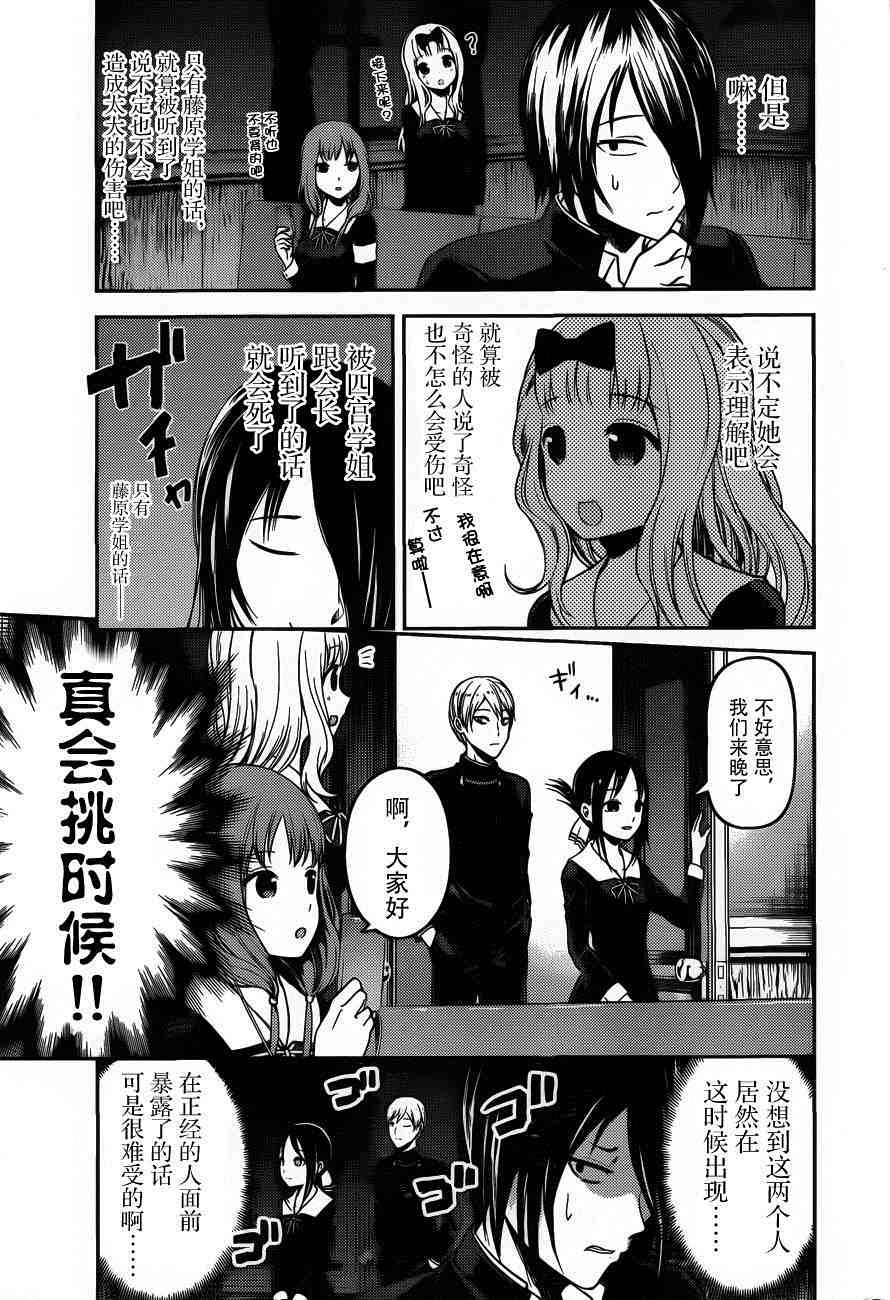 但是
嘛……
？
接下来呢？
不听也
不要紧的吧
只有藤原学姐的话，
就算被听到了
说不定也不会
造成太大的伤害吧……
说不定她会
表示理解吧
就算被
奇怪的人说了奇怪
也不怎么会受伤吧
我很在意啊
不过
算啦——
被四宫学姐
跟会长
听到了的话
就会死了
只有
藤原学姐的话——
ガチャ
ギィ…
不好意思，
我们来晚了
啊，
大家好
真会挑时候!!
没想到这两个人
居然在
这时候出现……
ゴゴゴ
在正经的人面前
暴露了的话
可是很难受的啊……